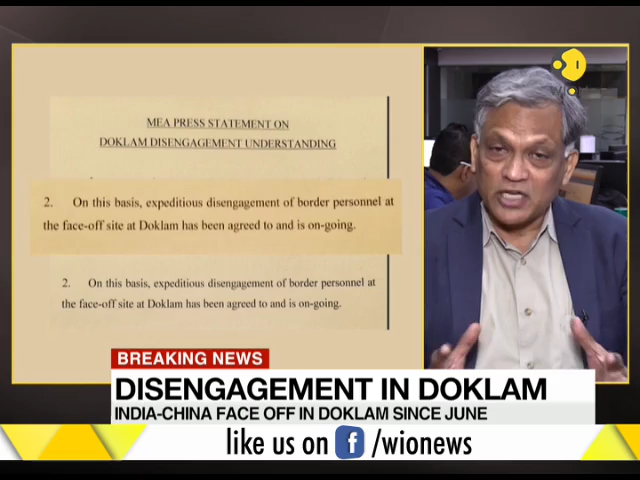 MEA PRESS STATEMENT ON
DOKLAM DISENGAGEMENT UNDERSTANDING
2. On this basis, expeditious disengagement of border personnel at
the face-off site at Doklam has been agreed to and is on-going.
2. On this basis, expeditious disengagement of border personnel at
the face-off site at Doklam has been agreed to and is on-going.
BREAKING NEWS
DISENGAGEMENT IN DOKLAM
INDIA-CHINA FACE OFF IN DOKLAM SINCE JUNE
like us on f /wionews